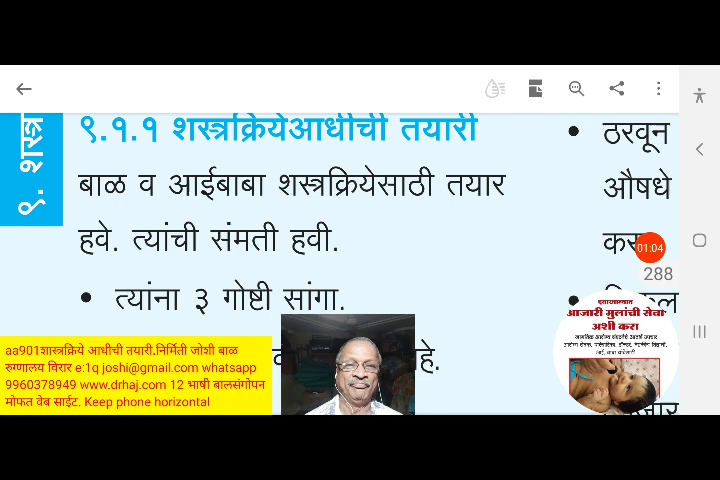 ९. शस्त्र
९.१.१ शस्त्रक्रियेआधीची तयारी
बाळ व आईबाबा शस्त्रक्रियेसाठी तयार
हवे. त्यांची संमती हवी.
• त्यांना ३ गोष्टी सांगा.
हे.
• ठरवून
औषधे
01:04
288
रुग्णालयात
आजारी मुलांची सेवा
अशी करा
aa901शास्त्रक्रिये आधीची तयारी.निर्मिती जोशी बाळ
रुग्णालय विरार e:1q joshi@gmail.com whatsapp
9960378949 www.drhaj.com 12 भाषी बालसंगोपन
मोफत वेब साईट. Keep phone horizontal